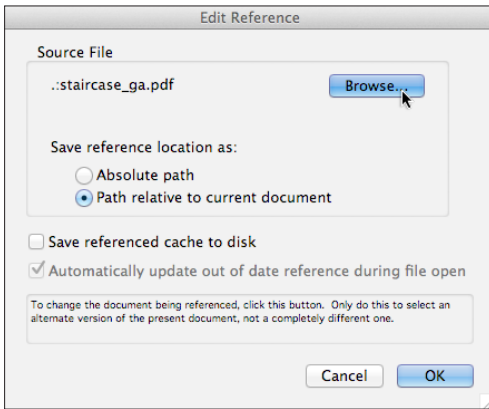 Edit Reference
Source File
.:staircase_ga.pdf
Browse...
Save reference location as:
Absolute path
Path relative to current document
Save referenced cache to disk
Automatically update out of date reference during file open
To change the document being referenced, click this button. Only do this to select an
alternate version of the present document, not a completely different one.
Cancel
OK